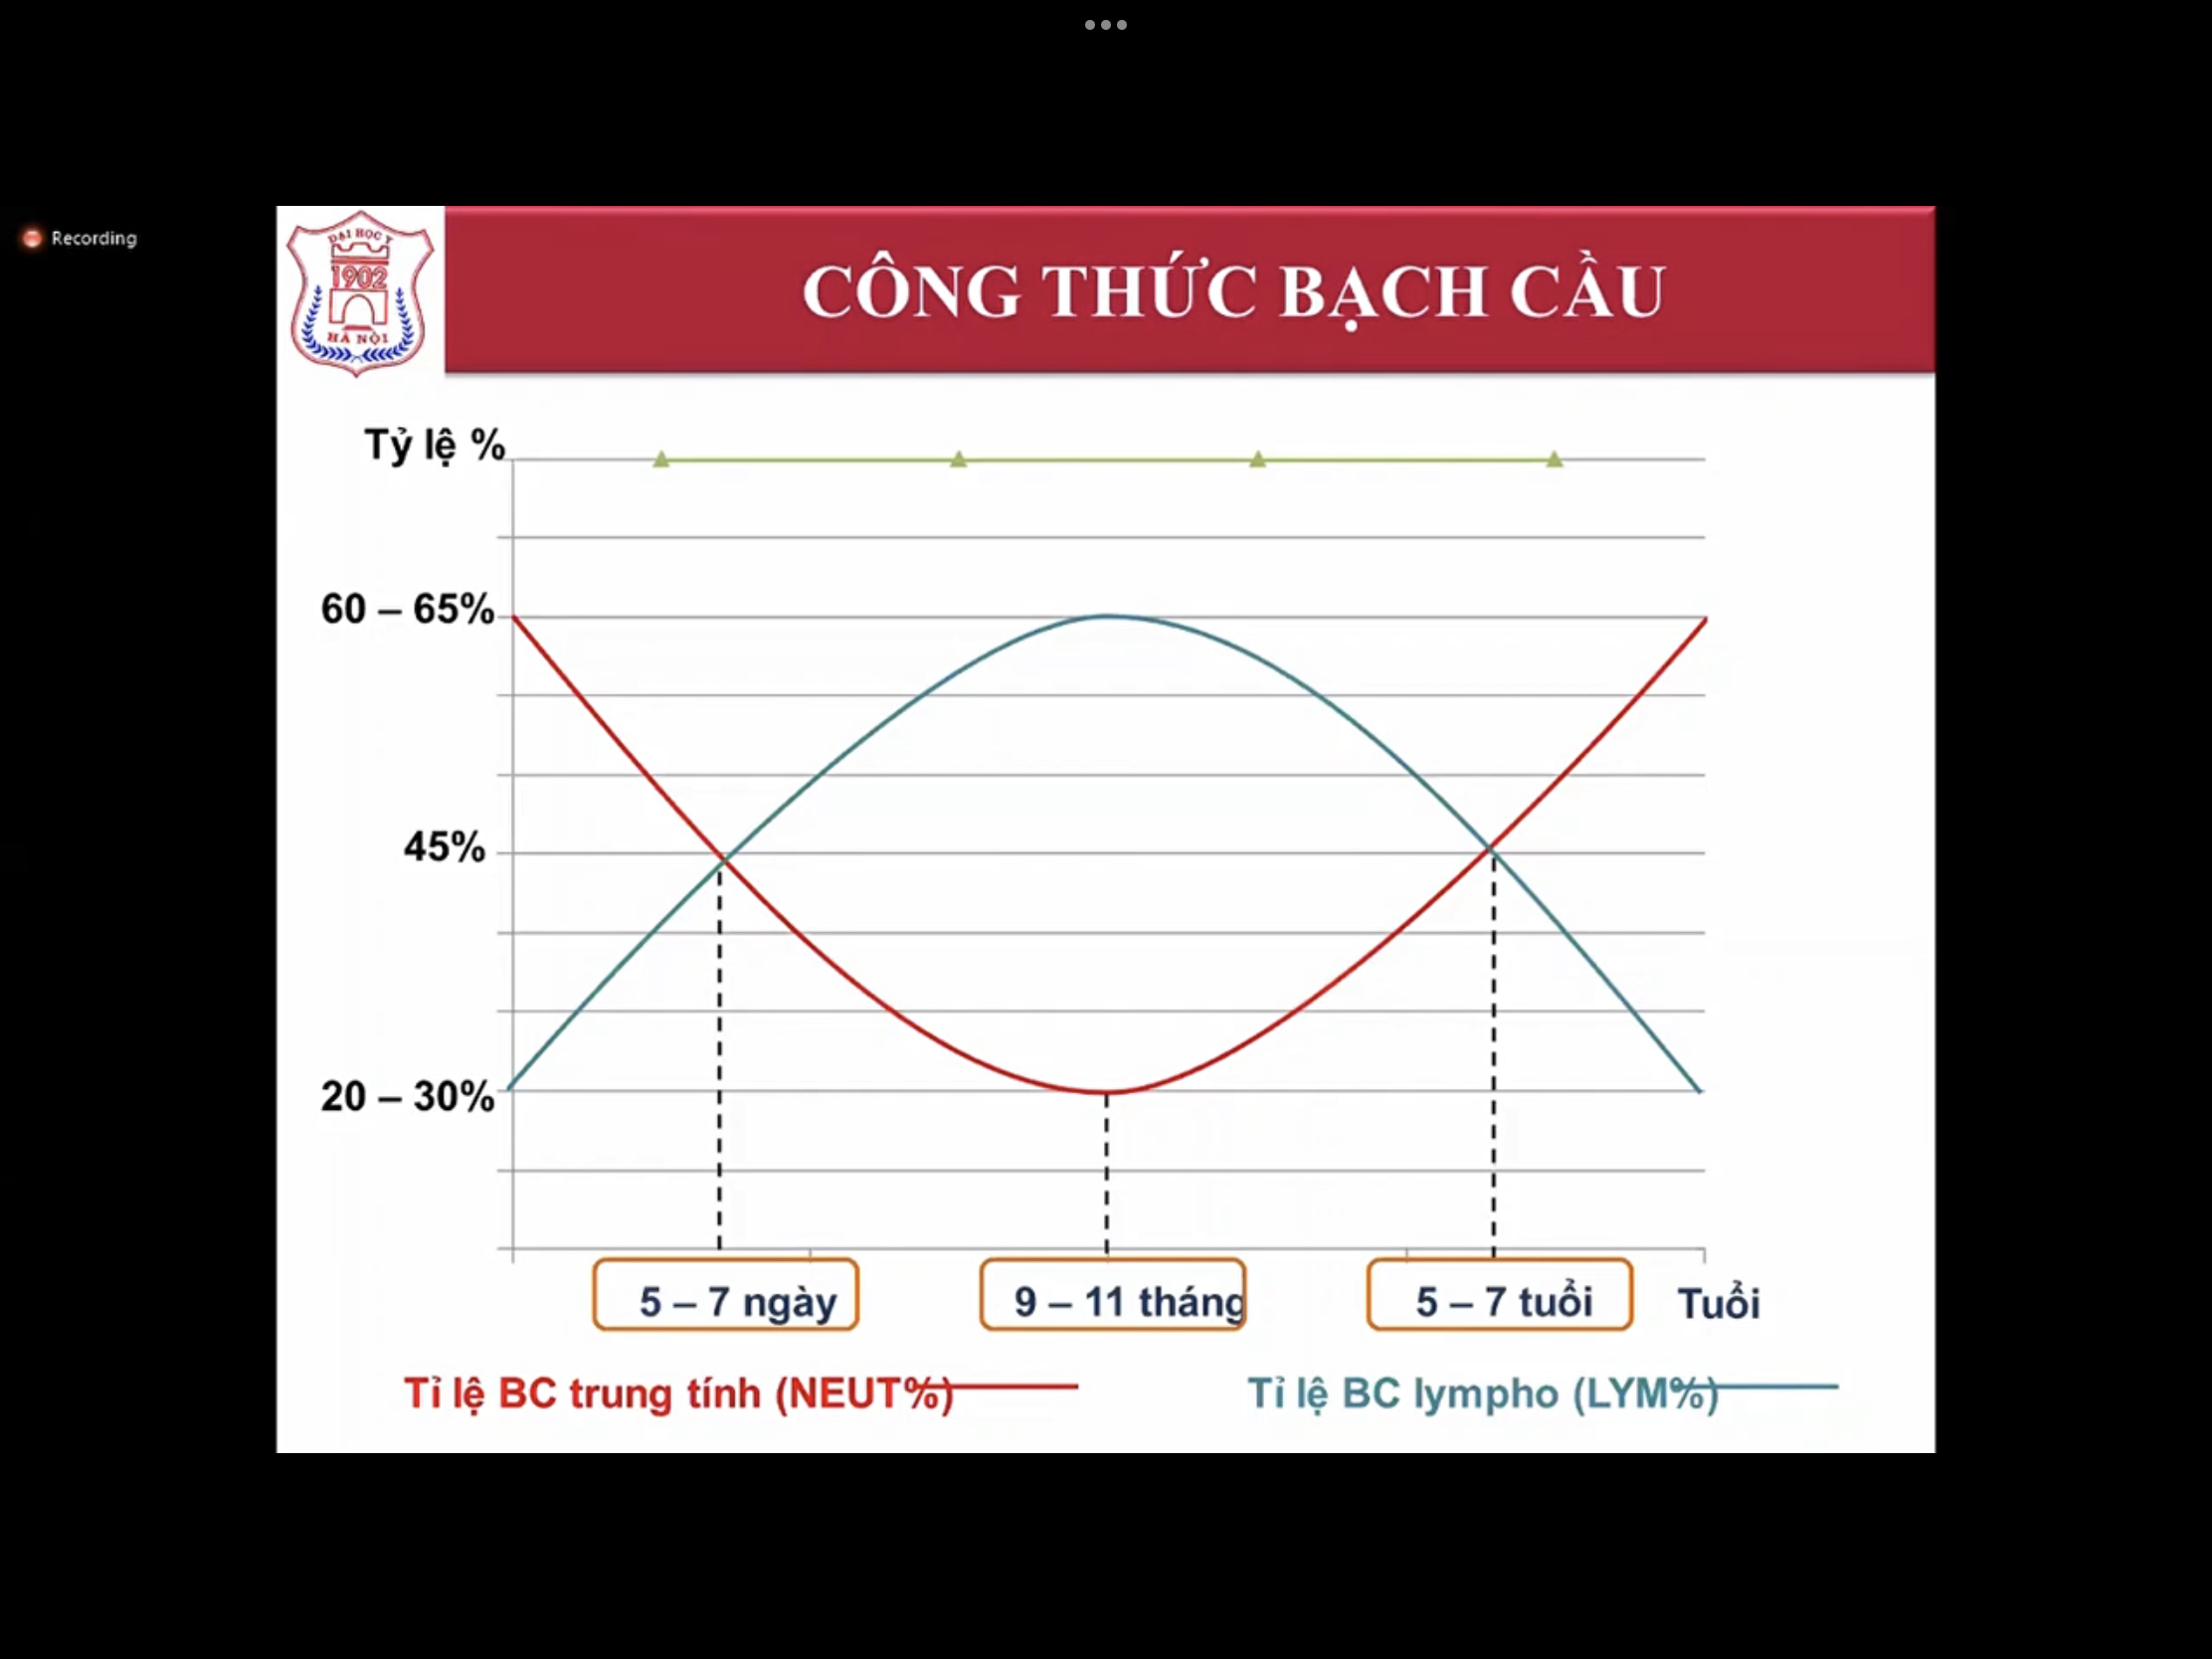 Recording
ĐẠI HỌC Y
1902
HÀ NỘI
CÔNG THỨC BẠCH CẦU
Tỷ lệ %
60 – 65%
45%
20 – 30%
5 – 7 ngày
9 – 11 tháng
5 – 7 tuổi
Tuổi
Tỉ lệ BC trung tính (NEUT%)
Tỉ lệ BC lympho (LYM%)